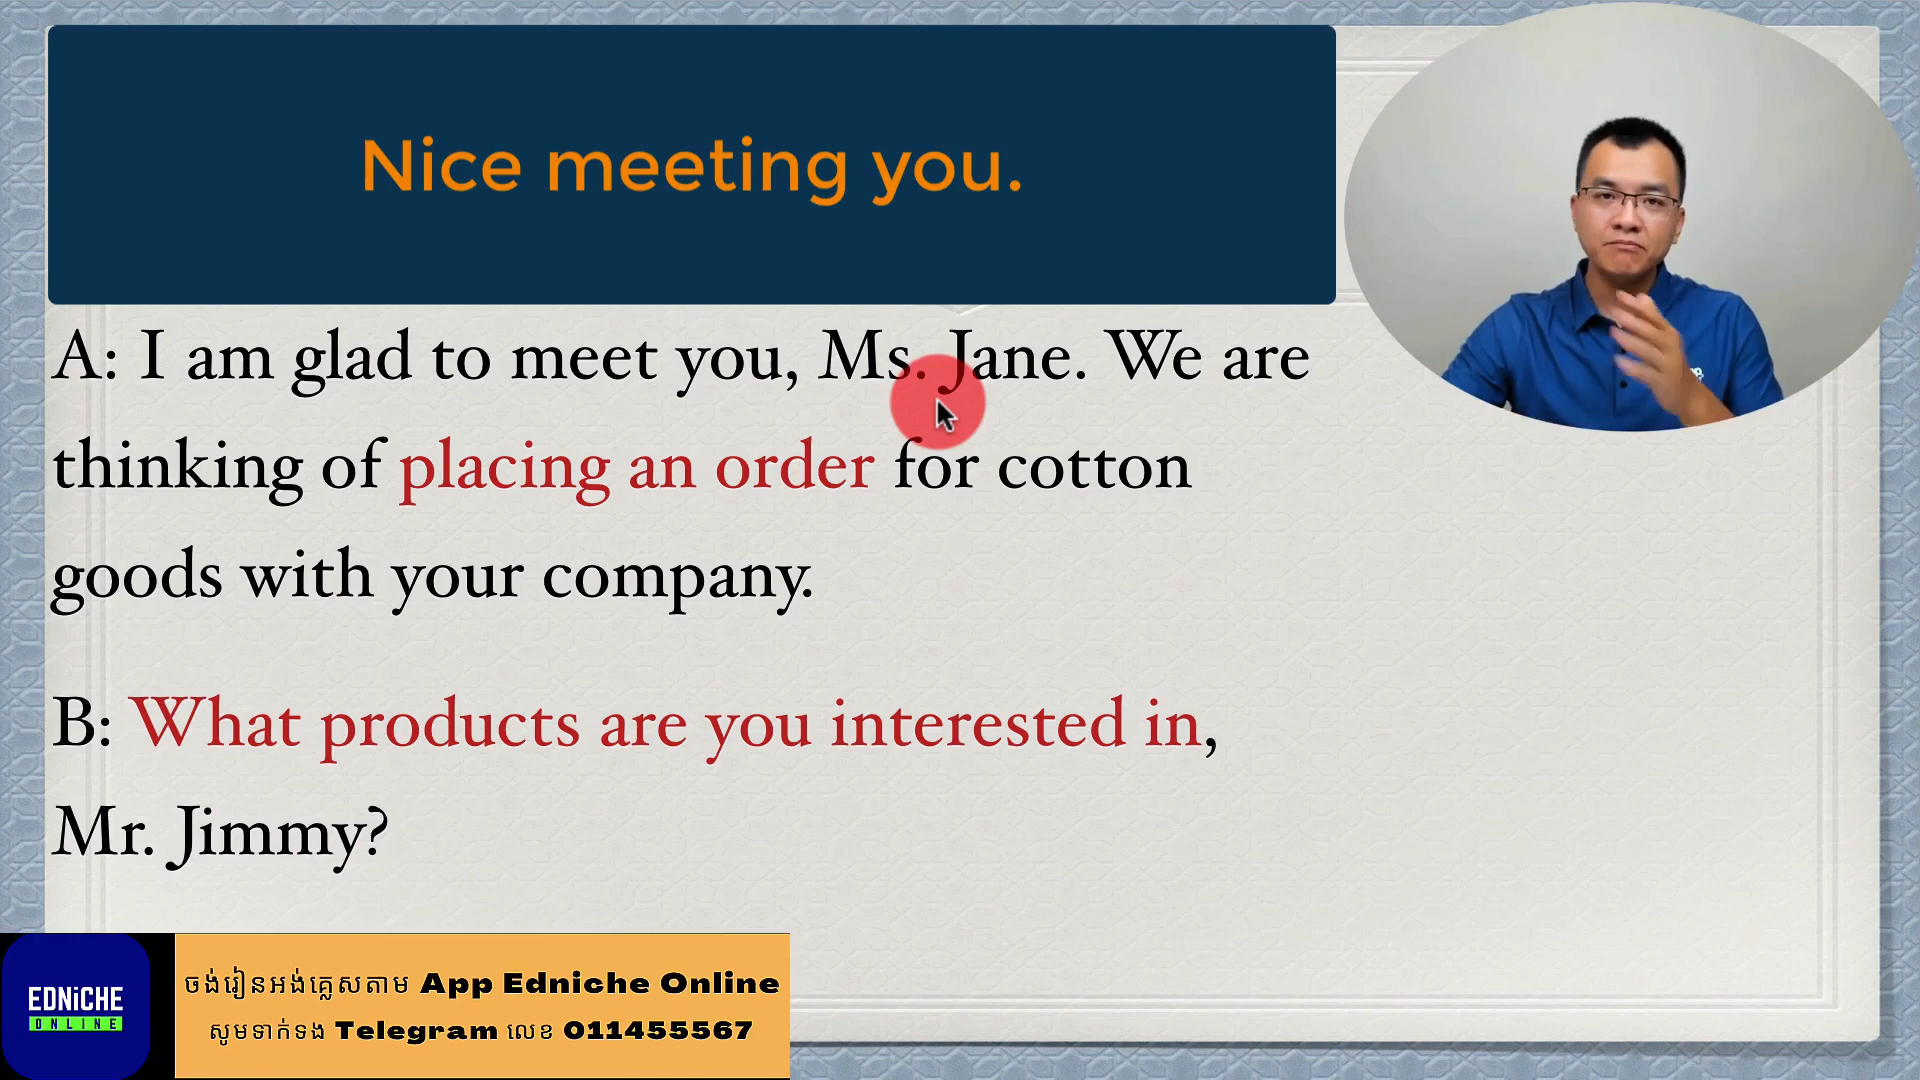 Nice meeting you.
A: I am glad to meet you, Ms. Jane. We are
thinking of placing an order for cotton
goods with your company.
B: What products are you interested in,
Mr. Jimmy?
EDNiCHE
ONLINE
ចង់រៀនអង់គ្លេសតាម App Edniche Online
សូមទាក់ទង Telegram លេខ 011455567